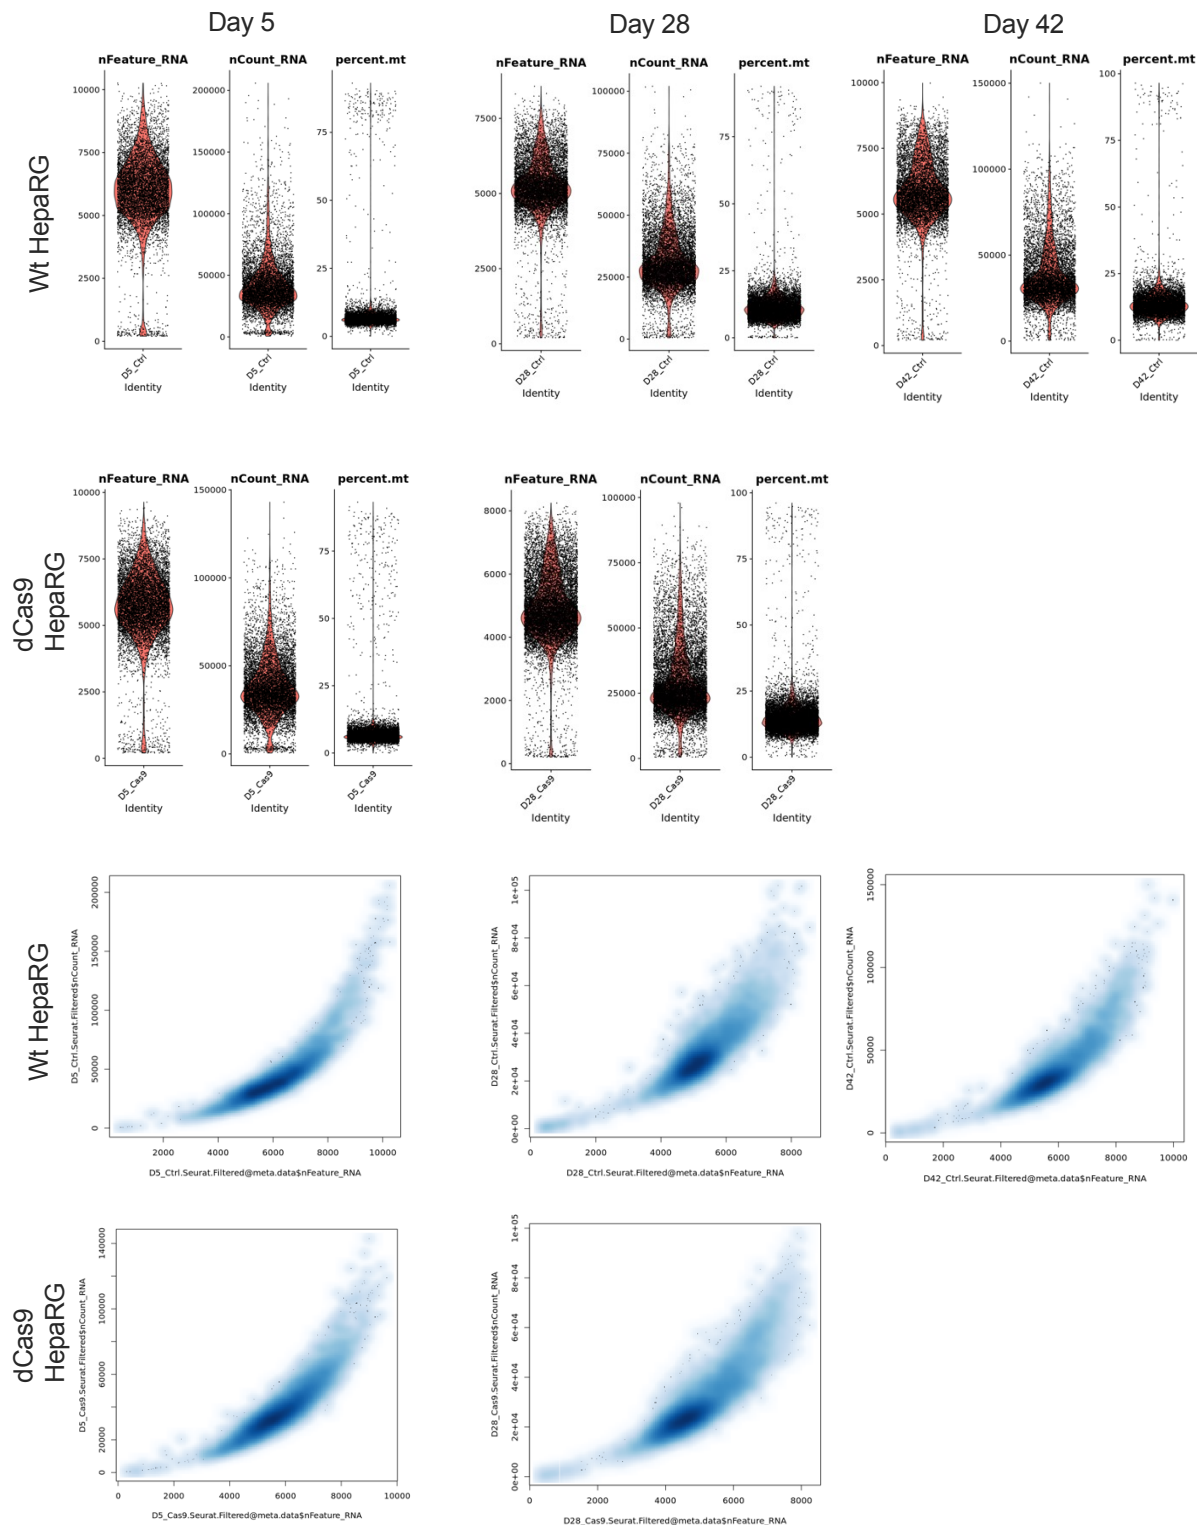 Day 5
Day 28
Day 42
Wt HepaRG
nFeature_RNA
10000
7500
5000
2500
0
D5_Ctrl
Identity
nCount_RNA
200000
150000
100000
50000
0
D5_Ctrl
Identity
percent.mt
75
50
25
0
D5_Ctrl
Identity
nFeature_RNA
7500
5000
2500
0
D28_Ctrl
Identity
nCount_RNA
100000
75000
50000
25000
0
D28_Ctrl
Identity
percent.mt
75
50
25
0
D28_Ctrl
Identity
nFeature_RNA
7500
5000
2500
0
D42_Ctrl
Identity
nCount_RNA
150000
100000
50000
0
D42_Ctrl
Identity
percent.mt
100
75
50
25
0
D42_Ctrl
Identity
dCas9
HepaRG
nFeature_RNA
10000
7500
5000
2500
0
D5_Cas9
Identity
nCount_RNA
150000
100000
50000
0
D5_Cas9
Identity
percent.mt
75
50
25
0
D5_Cas9
Identity
nFeature_RNA
8000
6000
4000
2000
0
D28_Cas9
Identity
nCount_RNA
100000
75000
50000
25000
0
D28_Cas9
Identity
percent.mt
100
75
50
25
0
D28_Cas9
Identity
Wt HepaRG
D5_Ctrl.Seurat.Filtered$nCount_RNA
200000
150000
100000
50000
0
0 2000 4000 6000 8000 10000
D5_Ctrl.Seurat.Filtered@meta.data$nFeature_RNA
D28_Ctrl.Seurat.Filtered$nCount_RNA
1e+05
8e+04
6e+04
4e+04
2e+04
0e+00
0 2000 4000 6000 8000
D28_Ctrl.Seurat.Filtered@meta.data$nFeature_RNA
D42_Ctrl.Seurat.Filtered$nCount_RNA
150000
100000
50000
0
0 2000 4000 6000 8000 10000
D42_Ctrl.Seurat.Filtered@meta.data$nFeature_RNA
dCas9
HepaRG
D5_Cas9.Seurat.Filtered$nCount_RNA
140000
100000
60000
20000
0
0 2000 4000 6000 8000 10000
D5_Cas9.Seurat.Filtered@meta.data$nFeature_RNA
D28_Cas9.Seurat.Filtered$nCount_RNA
1e+05
8e+04
6e+04
4e+04
2e+04
0e+00
0 2000 4000 6000 8000
D28_Cas9.Seurat.Filtered@meta.data$nFeature_RNA